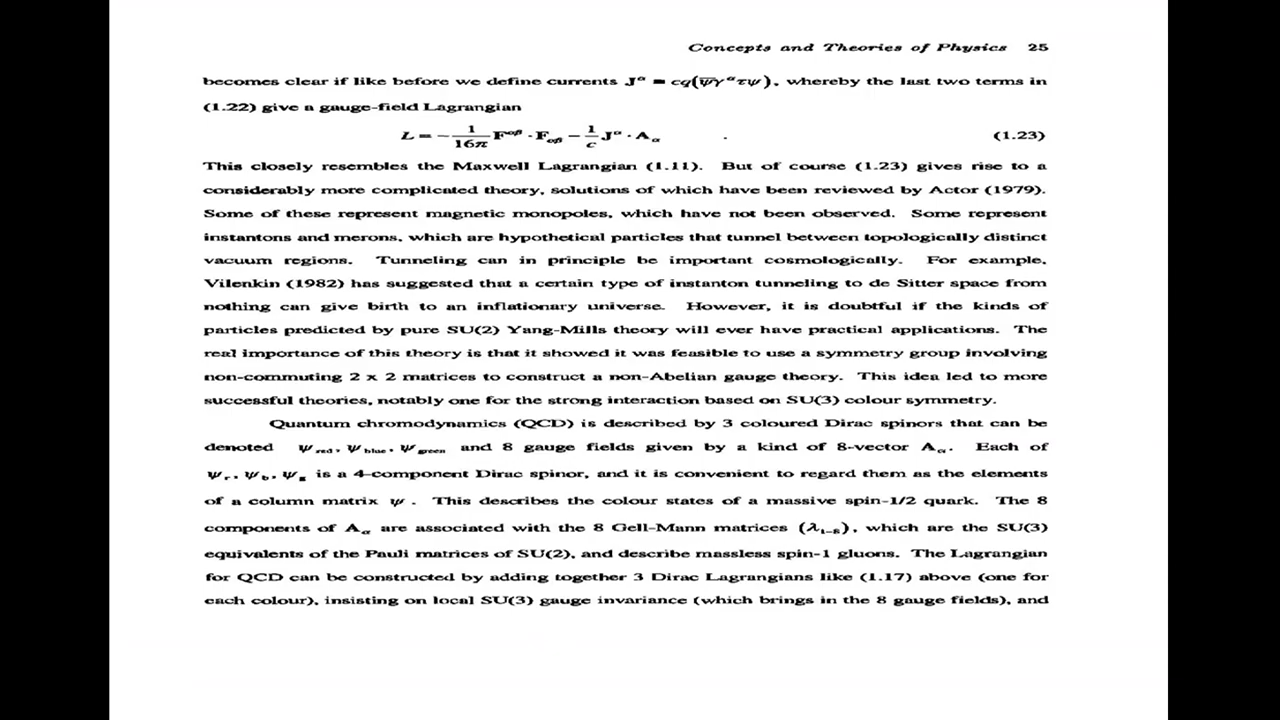 Concepts and Theories of Physics 25
becomes clear if like before we define currents J^α = cq(ψ̅γ^ατψ), whereby the last two terms in
(1.22) give a gauge-field Lagrangian
L = −1/16π F^αβ · F_αβ − 1/c J^α · A_α . (1.23)
This closely resembles the Maxwell Lagrangian (1.11). But of course (1.23) gives rise to a
considerably more complicated theory, solutions of which have been reviewed by Actor (1979).
Some of these represent magnetic monopoles, which have not been observed. Some represent
instantons and merons, which are hypothetical particles that tunnel between topologically distinct
vacuum regions. Tunneling can in principle be important cosmologically. For example,
Vilenkin (1982) has suggested that a certain type of instanton tunneling to de Sitter space from
nothing can give birth to an inflationary universe. However, it is doubtful if the kinds of
particles predicted by pure SU(2) Yang-Mills theory will ever have practical applications. The
real importance of this theory is that it showed it was feasible to use a symmetry group involving
non-commuting 2 x 2 matrices to construct a non-Abelian gauge theory. This idea led to more
successful theories, notably one for the strong interaction based on SU(3) colour symmetry.
Quantum chromodynamics (QCD) is described by 3 coloured Dirac spinors that can be
denoted ψ_red, ψ_blue, ψ_green and 8 gauge fields given by a kind of 8-vector A_α. Each of
ψ_r, ψ_b, ψ_g is a 4-component Dirac spinor, and it is convenient to regard them as the elements
of a column matrix ψ. This describes the colour states of a massive spin-1/2 quark. The 8
components of A_α are associated with the 8 Gell-Mann matrices (λ_1-8), which are the SU(3)
equivalents of the Pauli matrices of SU(2), and describe massless spin-1 gluons. The Lagrangian
for QCD can be constructed by adding together 3 Dirac Lagrangians like (1.17) above (one for
each colour), insisting on local SU(3) gauge invariance (which brings in the 8 gauge fields), and